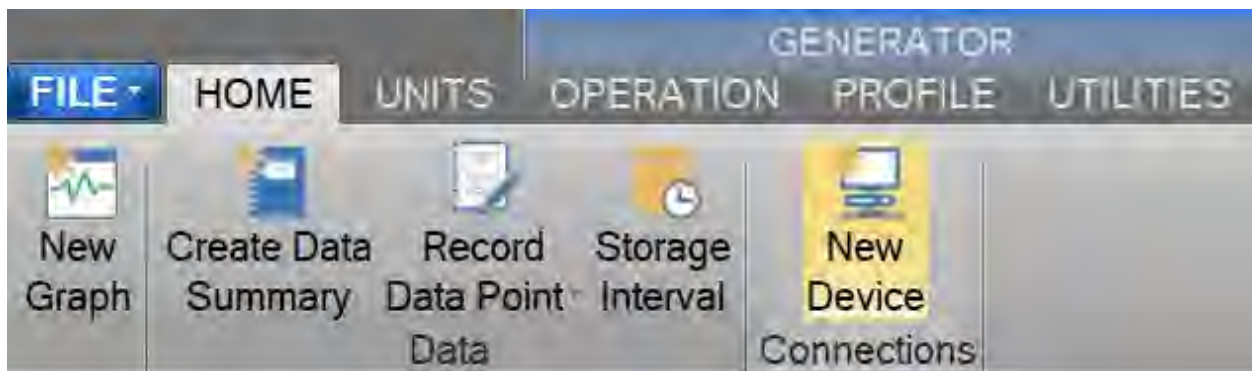 GENERATOR
FILE HOME UNITS OPERATION PROFILE UTILITIES
New Create Data Record Storage New
Graph Summary Data Point Interval Device
Data Connections